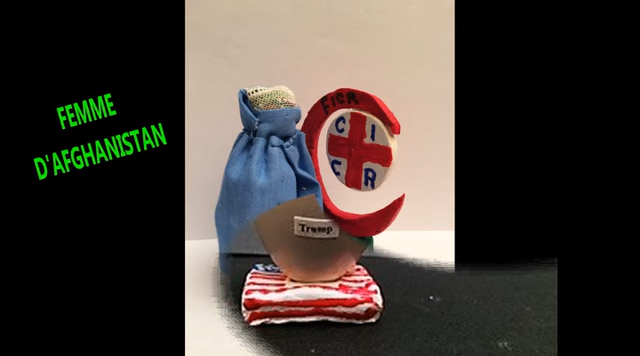 FEMME
D'AFGHANISTAN
FICR
C I
C R
Trump